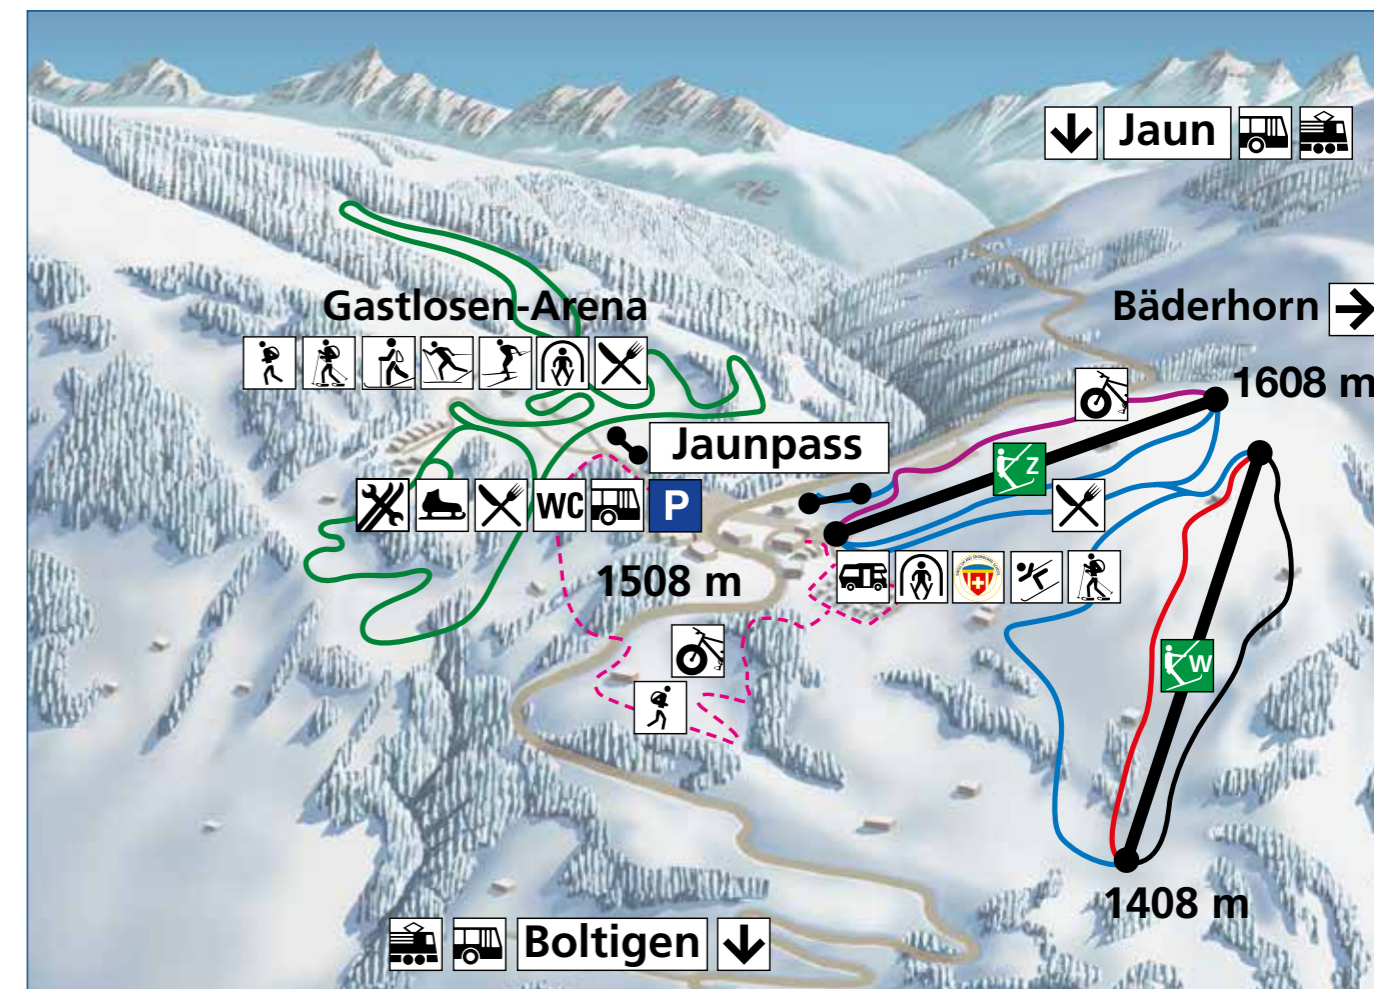 Jaun
Bäderhorn
Gastlosen-Arena
1608 m
Jaunpass
Z
WC
P
1508 m
W
1408 m
Boltigen